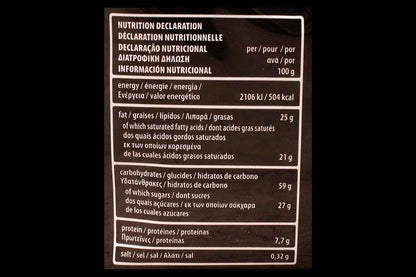 NUTRITION DECLARATION
DÉCLARATION NUTRITIONNELLE
DECLARAÇÃO NUTRICIONAL per / pour / por
ΔΙΑΤΡΟΦΙΚΗ ΔΗΛΩΣΗ ανά / por
INFORMACIÓN NUTRICIONAL 100 g
energy / énergie / energia /
Ενέργεια / valor energético 2106 kJ / 504 kcal
fat / graises / lípidos / Λιπαρά / grasas 25 g
of which saturated fatty acids / dont acides gras saturés
dos quais ácidos gordos saturados
εκ των οποίων κορεσμένα
de las cuales ácidos grasos saturados 21 g
carbohydrates / glucides / hidratos de carbono
Υδατάνθρακες / hidratos de carbono 59 g
of which sugars / dont sucres
dos quais açúcares / εκ των οποίων σάκχαρα 27 g
de los cuales azúcares
protein / protéines / proteínas
Πρωτεΐνες / proteínas 7,7 g
salt / sel / sal / Αλάτι / sal 0,32 g